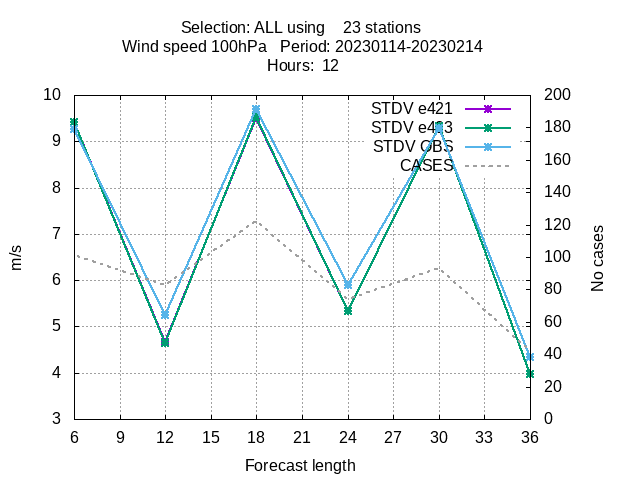 Selection: ALL using 23 stations
Wind speed 100hPa Period: 20230114-20230214
Hours: 12
STDV e421
STDV e4 3
STDV OBS
CASES
m/s
No cases
10
9
8
7
6
5
4
3
200
180
160
140
120
100
80
60
40
20
0
6 9 12 15 18 21 24 27 30 33 36
Forecast length